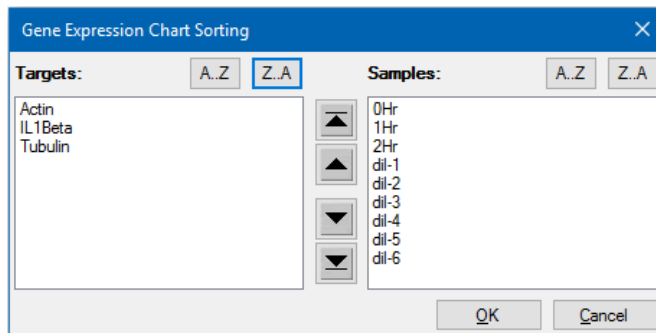 Gene Expression Chart Sorting
Targets: A..Z Z..A Samples: A..Z Z..A
Actin
IL1Beta
Tubulin
0Hr
1Hr
2Hr
dil-1
dil-2
dil-3
dil-4
dil-5
dil-6
OK Cancel